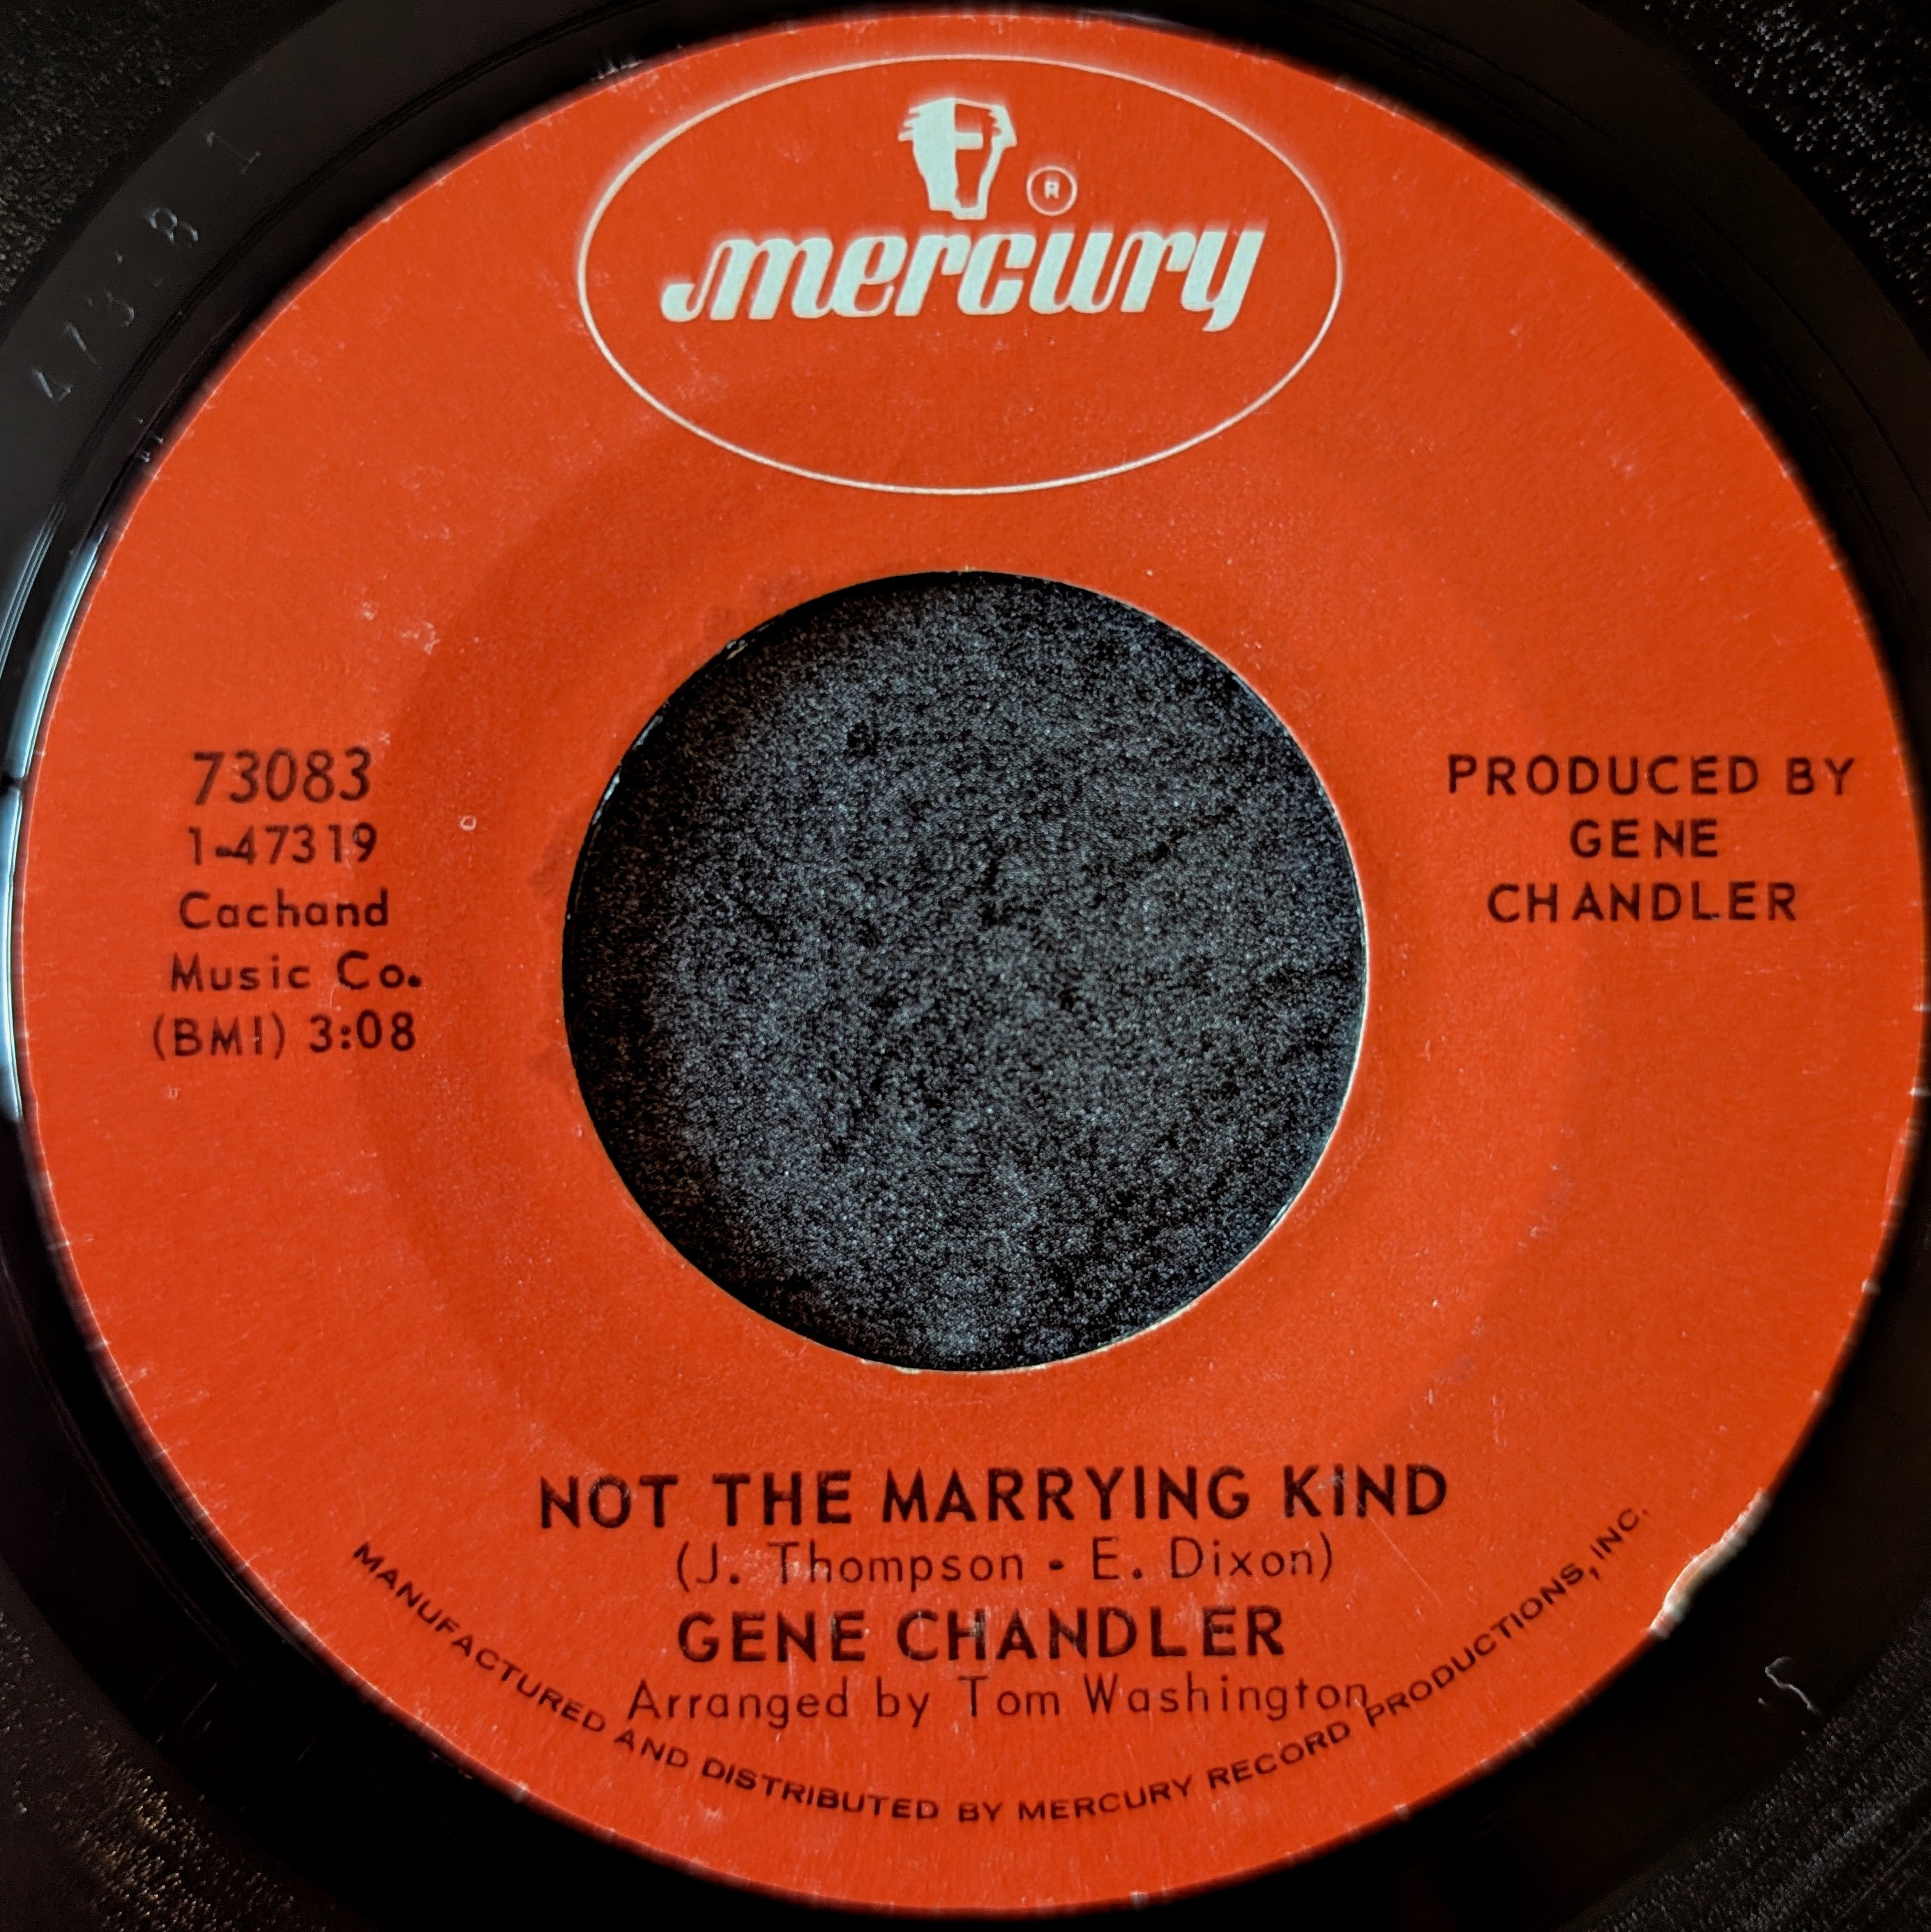 ®
mercury
73083
1-47319
Cachand
Music Co.
(BMI) 3:08
PRODUCED BY
GENE
CHANDLER
NOT THE MARRYING KIND
(J. Thompson - E. Dixon)
GENE CHANDLER
Arranged by Tom Washington
MANUFACTURED AND DISTRIBUTED BY MERCURY RECORD PRODUCTIONS, INC.